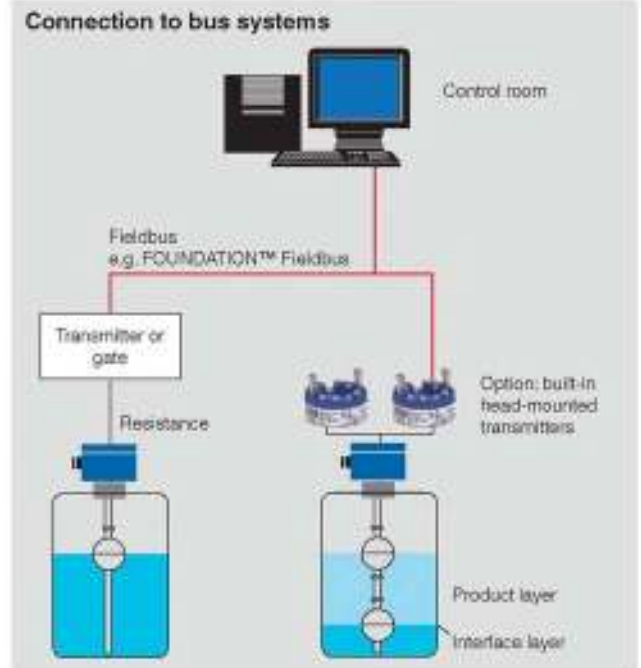 Connection to bus systems
Control room
Fieldbus
e.g. FOUNDATION™ Fieldbus
Transmitter or
gate
Option: built-in
head-mounted
transmitters
Resistance
Product layer
Interface layer